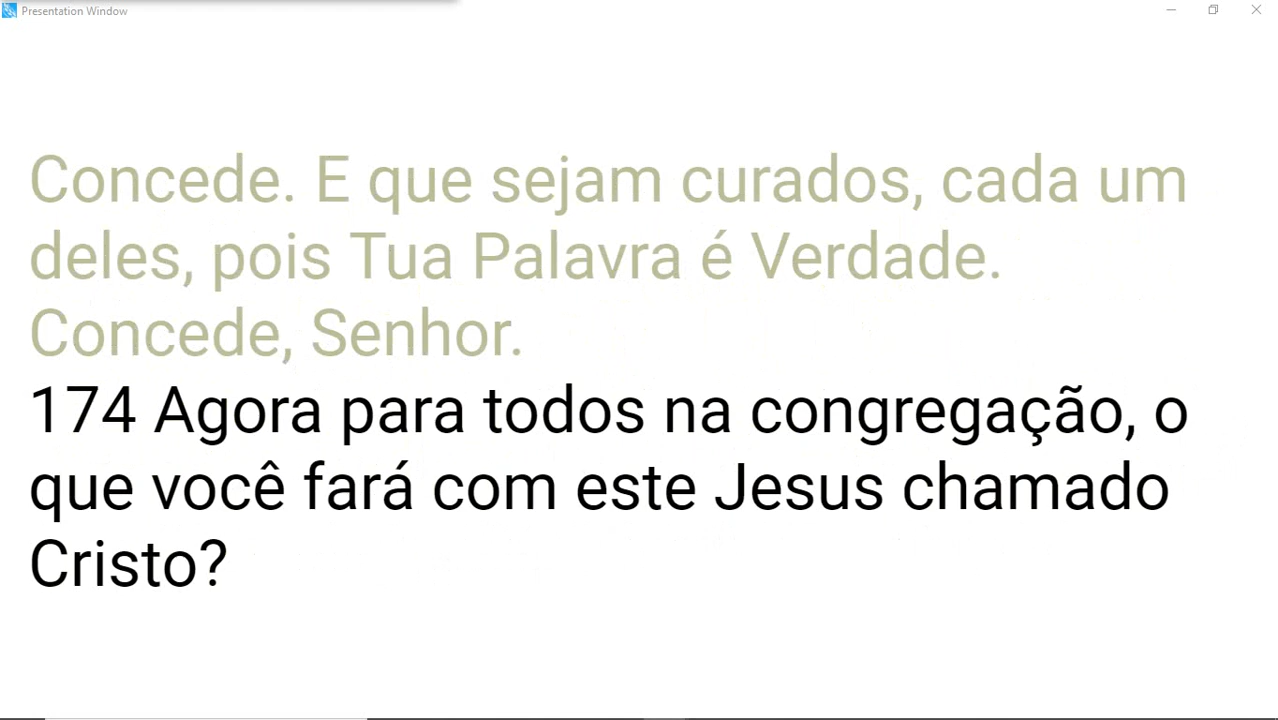 Presentation Window
Concede. E que sejam curados, cada um
deles, pois Tua Palavra é Verdade.
Concede, Senhor.
174 Agora para todos na congregação, o
que você fará com este Jesus chamado
Cristo?